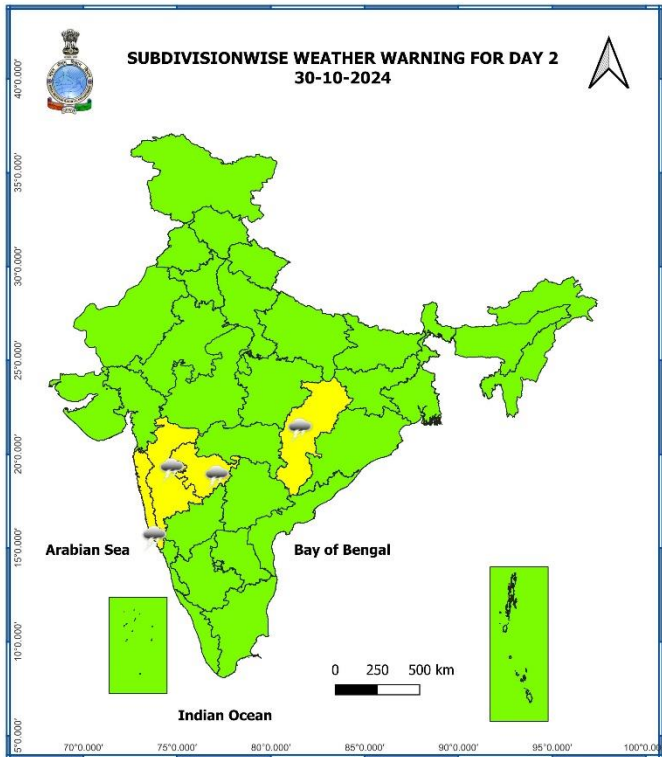 SUBDIVISIONWISE WEATHER WARNING FOR DAY 2
30-10-2024
40°0.000'
35°0.000'
30°0.000'
25°0.000'
20°0.000'
15°0.000'
10°0.000'
5°0.000'
Arabian Sea
Bay of Bengal
0 250 500 km
Indian Ocean
70°0.000' 75°0.000' 80°0.000' 85°0.000' 90°0.000' 95°0.000' 100°0.000'